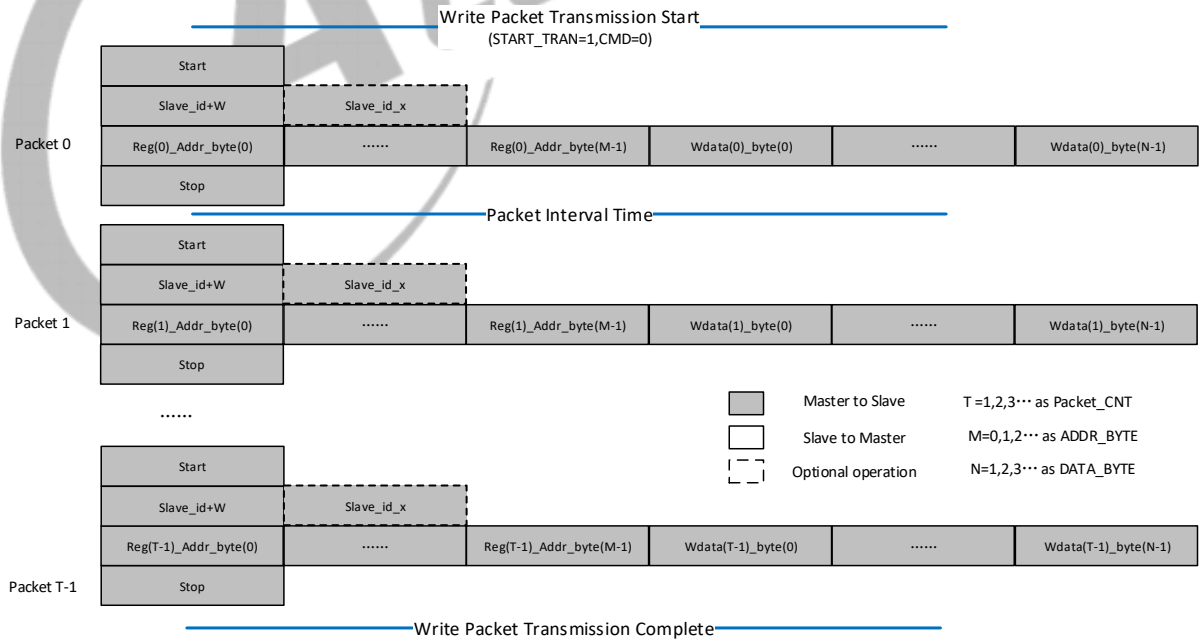 Write Packet Transmission Start
(START_TRAN=1,CMD=0)
Start
Slave_id+W Slave_id_x
Packet 0
Reg(0)_Addr_byte(0) ...... Reg(0)_Addr_byte(M-1) Wdata(0)_byte(0) ...... Wdata(0)_byte(N-1)
Stop
Packet Interval Time
Start
Slave_id+W Slave_id_x
Packet 1
Reg(1)_Addr_byte(0) ...... Reg(1)_Addr_byte(M-1) Wdata(1)_byte(0) ...... Wdata(1)_byte(N-1)
Stop
......
Master to Slave T =1,2,3··· as Packet_CNT
Slave to Master M=0,1,2··· as ADDR_BYTE
Optional operation N=1,2,3··· as DATA_BYTE
Start
Slave_id+W Slave_id_x
Reg(T-1)_Addr_byte(0) ...... Reg(T-1)_Addr_byte(M-1) Wdata(T-1)_byte(0) ...... Wdata(T-1)_byte(N-1)
Packet T-1
Stop
Write Packet Transmission Complete